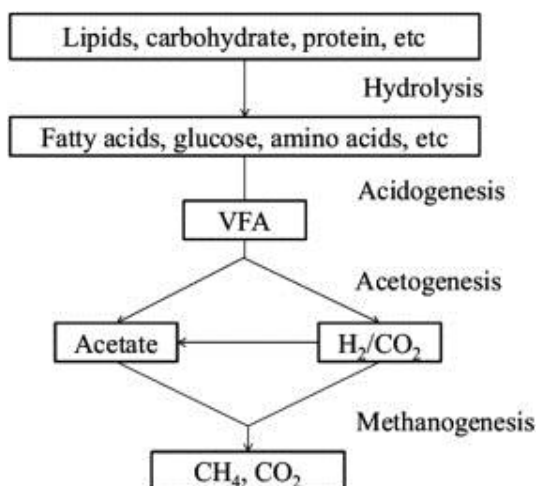 Lipids, carbohydrate, protein, etc
Hydrolysis
Fatty acids, glucose, amino acids, etc
Acidogenesis
VFA
Acetogenesis
Acetate
H₂/CO₂
Methanogenesis
CH₄, CO₂